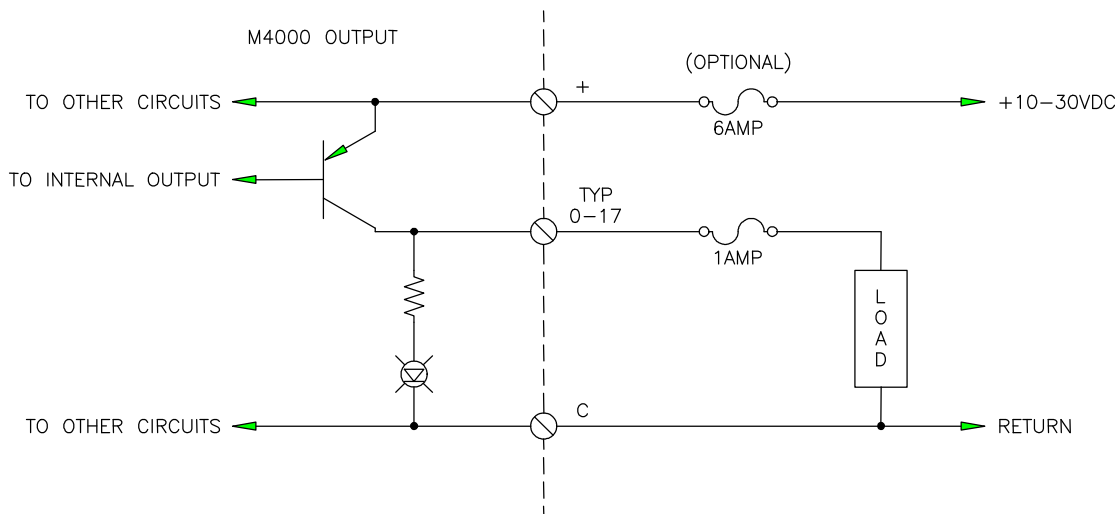 M4000 OUTPUT
(OPTIONAL)
TO OTHER CIRCUITS
+
6AMP
+10-30VDC
TO INTERNAL OUTPUT
TYP
0-17
1AMP
LOAD
TO OTHER CIRCUITS
C
RETURN